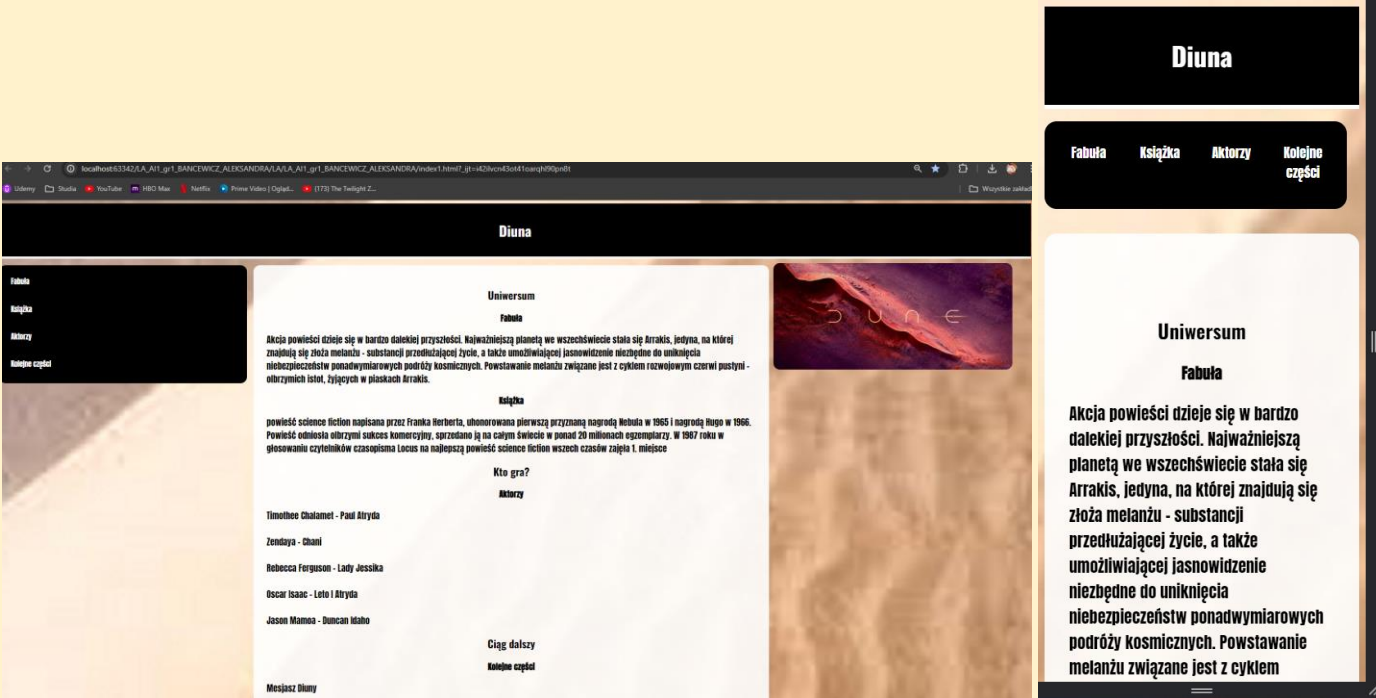 localhost:63342/LA_AI1_gr1_BANCEWICZ_ALEKSANDRA/LA/LA_AI1_gr1_BANCEWICZ_ALEKSANDRA/index1.html?_ijt=
Udemy Studia YouTube HBO Max Netflix Prime Video | Ogląd... (173) The Twilight Z...
Diuna
Fabuła
Książka
Aktorzy
Kolejne części
Uniwersum
Fabuła
Akcja powieści dzieje się w bardzo dalekiej przyszłości. Najważniejszą planetą we wszechświecie stała się Arrakis, jedyna, na której
znajdują się złoża melanżu - substancji przedłużającej życie, a także umożliwiającej jasnowidzenie niezbędne do uniknięcia
niebezpieczeństw ponadwymiarowych podróży kosmicznych. Powstawanie melanżu związane jest z cyklem rozwojowym czerwi pustyni -
olbrzymich istot, żyjących w piaskach Arrakis.
Książka
powieść science fiction napisana przez Franka Herberta, uhonorowana pierwszą przyznaną nagrodą Nebula w 1965 i nagrodą Hugo w 1966.
Powieść odniosła olbrzymi sukces komercyjny, sprzedano ją na całym świecie w ponad 20 milionach egzemplarzy. W 1987 roku w
głosowaniu czytelników czasopisma Locus na najlepszą powieść science fiction wszech czasów zajęła 1. miejsce
Kto gra?
Aktorzy
Timothee Chalamet - Paul Atryda
Zendaya - Chani
Rebecca Ferguson - Lady Jessika
Oscar Isaac - Leto I Atryda
Jason Mamoa - Duncan Idaho
Ciąg dalszy
Kolejne części
Mesjasz Diuny
DUNE
Diuna
Fabuła Książka Aktorzy Kolejne
części
Uniwersum
Fabuła
Akcja powieści dzieje się w bardzo
dalekiej przyszłości. Najważniejszą
planetą we wszechświecie stała się
Arrakis, jedyna, na której znajdują się
złoża melanżu - substancji
przedłużającej życie, a także
umożliwiającej jasnowidzenie
niezbędne do uniknięcia
niebezpieczeństw ponadwymiarowych
podróży kosmicznych. Powstawanie
melanżu związane jest z cyklem